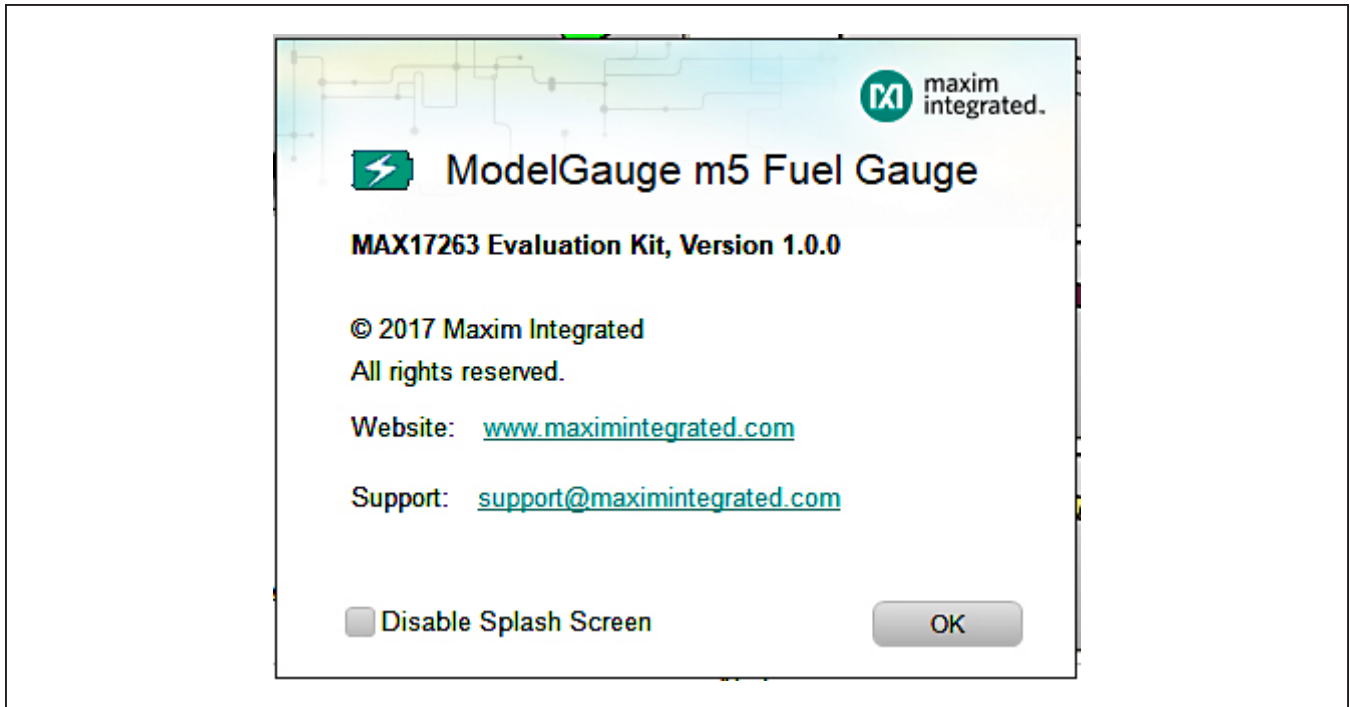 maxim
integrated™
ModelGauge m5 Fuel Gauge
MAX17263 Evaluation Kit, Version 1.0.0
© 2017 Maxim Integrated
All rights reserved.
Website: www.maximintegrated.com
Support: support@maximintegrated.com
Disable Splash Screen
OK